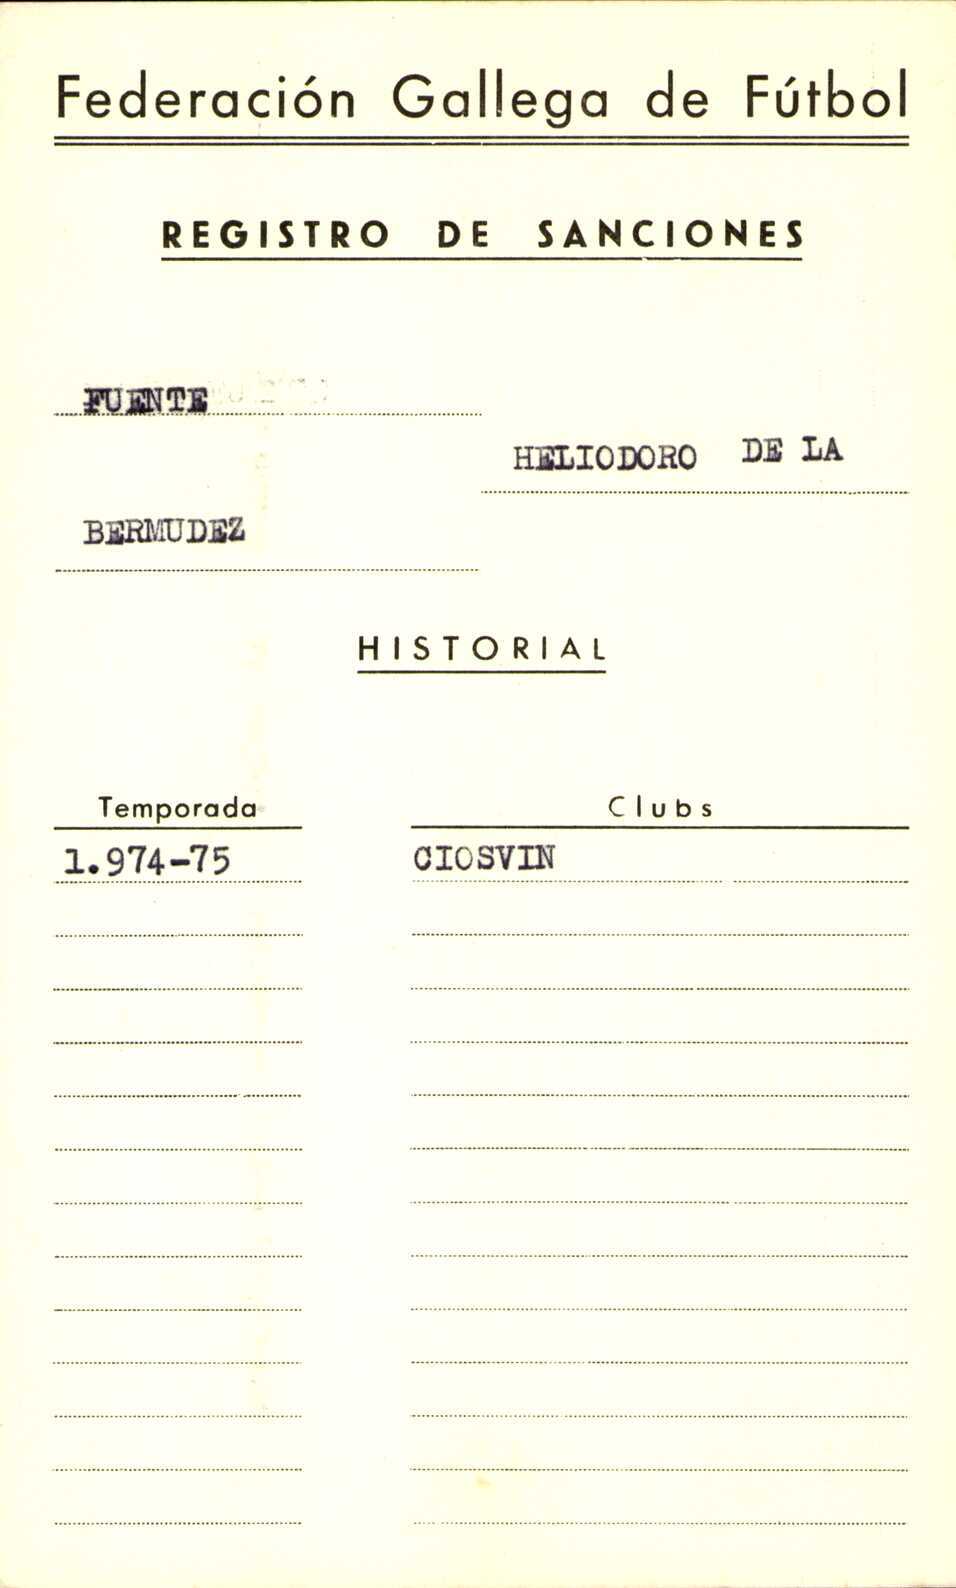 Federación Gallega de Fútbol
REGISTRO DE SANCIONES
FUENTE
HELIODORO DE LA
BERMUDEZ
HISTORIAL
Temporada Clubs
1.974-75 CIOSVIN